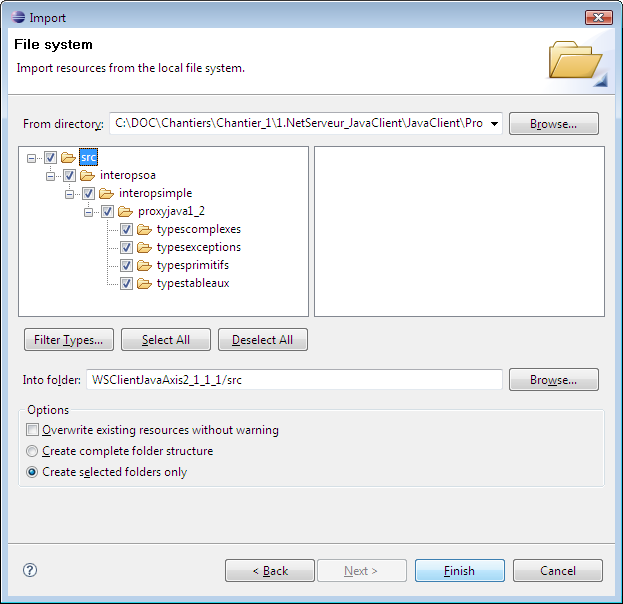 Import
File system
Import resources from the local file system.
From directory: C:\DOC\Chantiers\Chantier_1\1.NetServeur_JavaClient\JavaClient\Pro Browse...
src
interopsoa
interopsimple
proxyjava1_2
typescomplexes
typesexceptions
typesprimitifs
typestableaux
Filter Types... Select All Deselect All
Into folder: WSClientJavaAxis2_1_1_1/src Browse...
Options
Overwrite existing resources without warning
Create complete folder structure
Create selected folders only
? < Back Next > Finish Cancel